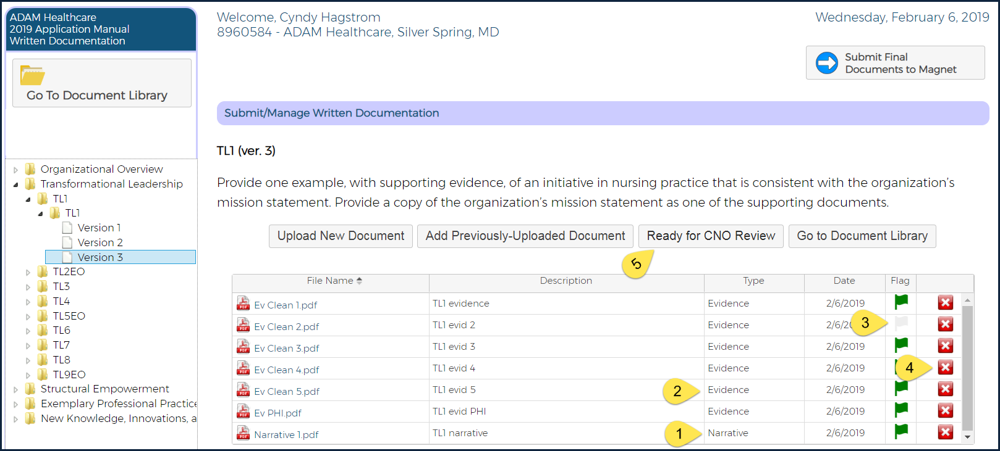 ADAM Healthcare
2019 Application Manual
Written Documentation
Go To Document Library
Organizational Overview
Transformational Leadership
TL1
TL1
Version 1
Version 2
Version 3
TL2EO
TL3
TL4
TL5EO
TL6
TL7
TL8
TL9EO
Structural Empowerment
Exemplary Professional Practice
New Knowledge, Innovations, a
Welcome, Cyndy Hagstrom
8960584 - ADAM Healthcare, Silver Spring, MD
Wednesday, February 6, 2019
Submit Final
Documents to Magnet
Submit/Manage Written Documentation
TL1 (ver. 3)
Provide one example, with supporting evidence, of an initiative in nursing practice that is consistent with the organization’s
mission statement. Provide a copy of the organization’s mission statement as one of the supporting documents.
Upload New Document Add Previously-Uploaded Document Ready for CNO Review Go to Document Library
5
File Name Description Type Date Flag
Ev Clean 1.pdf TL1 evidence Evidence 2/6/2019
Ev Clean 2.pdf TL1 evid 2 Evidence 2/6/20 3
Ev Clean 3.pdf TL1 evid 3 Evidence 2/6/2019
Ev Clean 4.pdf TL1 evid 4 Evidence 2/6/2019 4
Ev Clean 5.pdf TL1 evid 5 2 Evidence 2/6/2019
Ev PHI.pdf TL1 evid PHI Evidence 2/6/2019
Narrative 1.pdf TL1 narrative 1 Narrative 2/6/2019